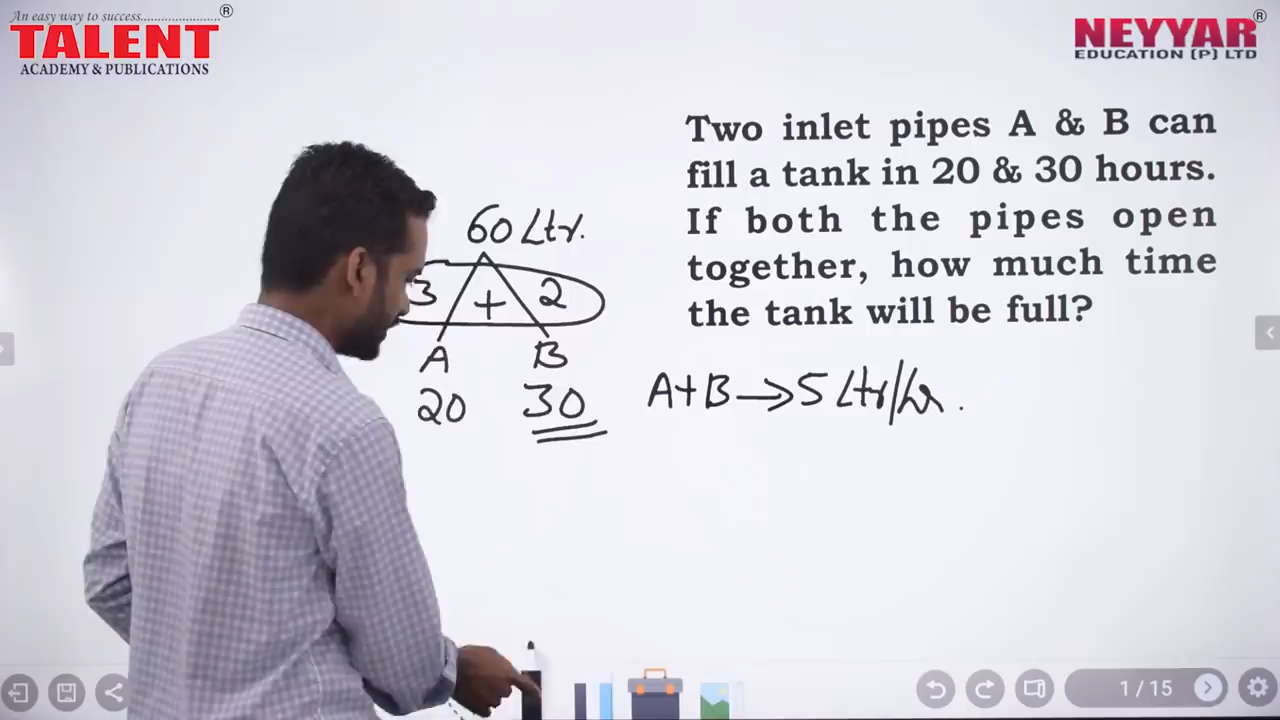 An easy way to success......................
TALENT
ACADEMY & PUBLICATIONS
®
NEYYAR
EDUCATION (P) LTD
®
Two inlet pipes A & B can
fill a tank in 20 & 30 hours.
If both the pipes open
together, how much time
the tank will be full?
60 Ltr.
3 + 2
A B
20 30
A+B → 5 Ltr/hr.
1 / 15